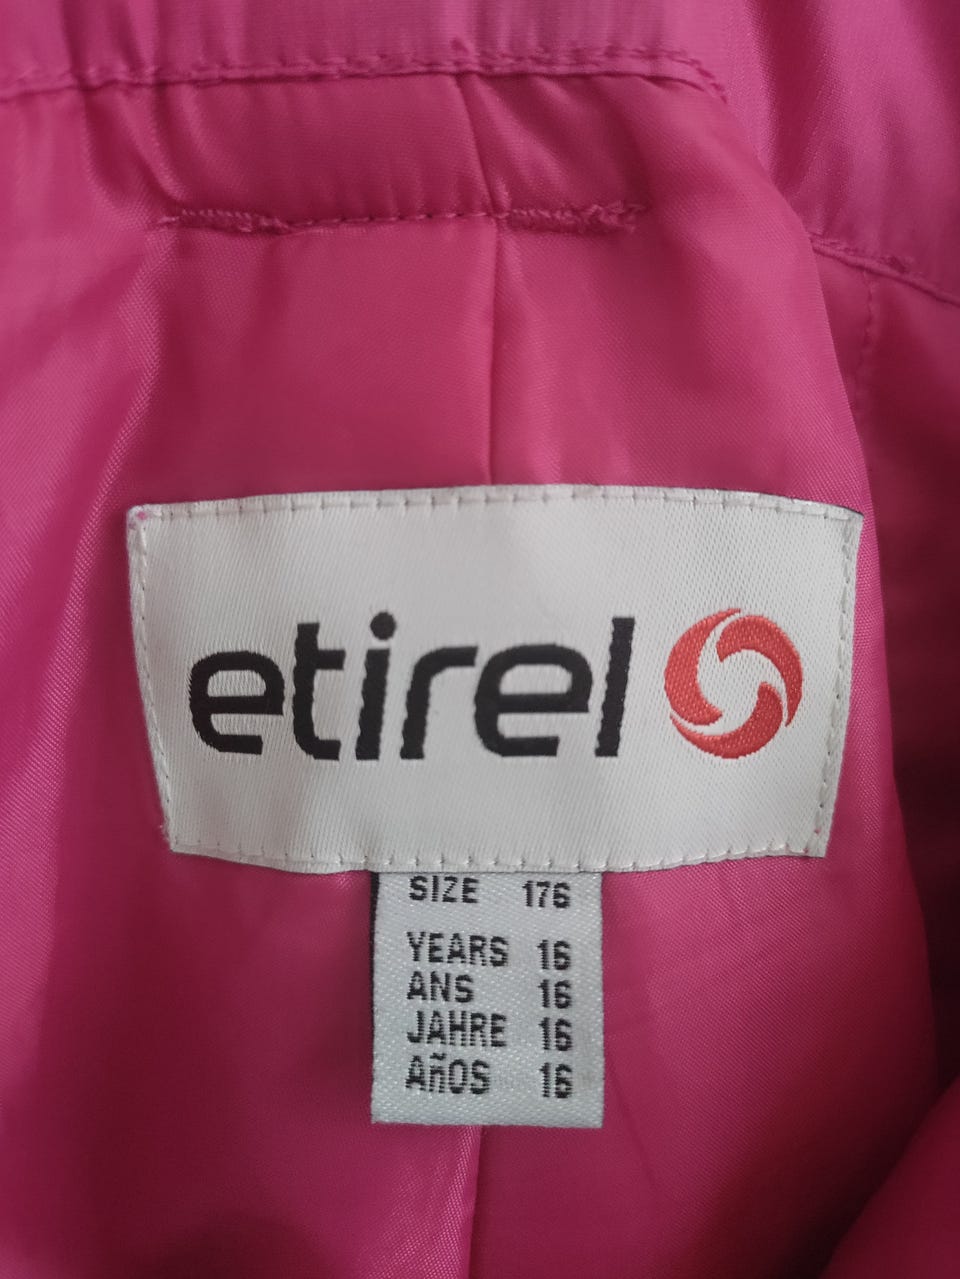 etirel
SIZE 176
YEARS 16
ANS 16
JAHRE 16
AñOS 16